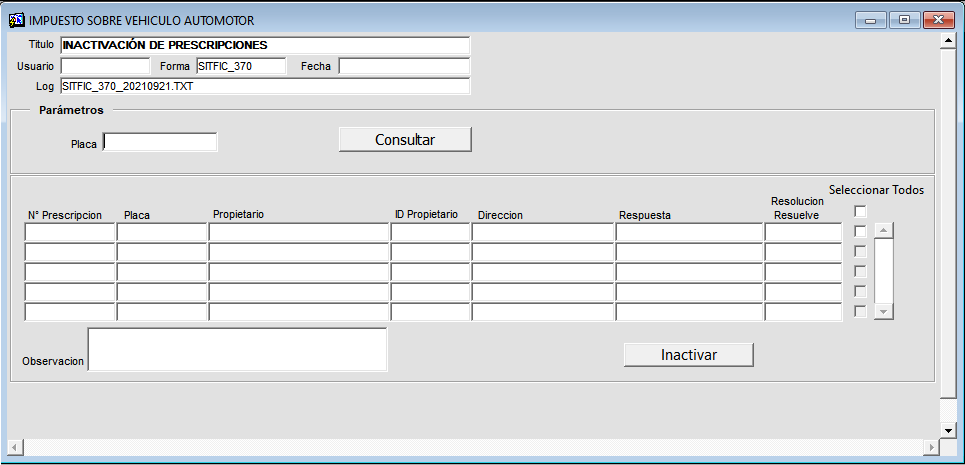 IMPUESTO SOBRE VEHICULO AUTOMOTOR
Titulo INACTIVACIÓN DE PRESCRIPCIONES
Usuario Forma SITFIC_370 Fecha
Log SITFIC_370_20210921.TXT
Parámetros
Placa Consultar
Seleccionar Todos
N° Prescripcion Placa Propietario ID Propietario Direccion Respuesta Resolucion Resuelve
Observacion
Inactivar